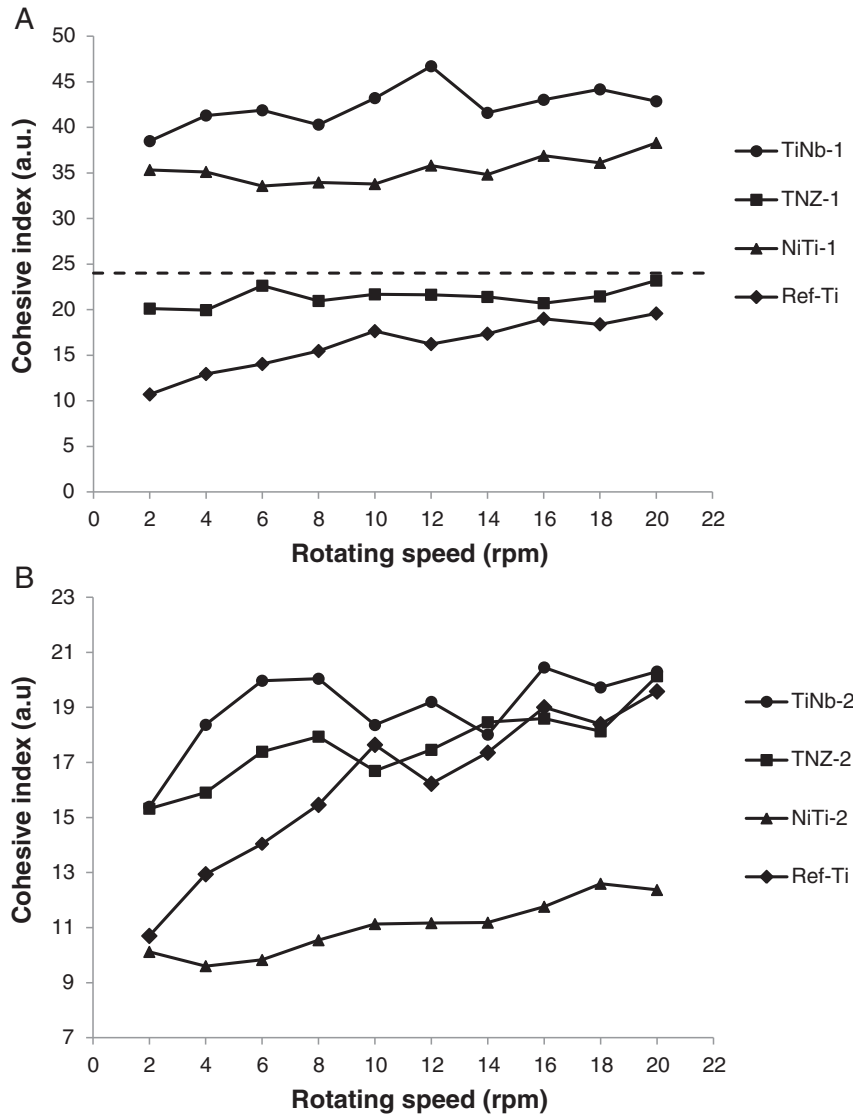 A
50
45
40
35
30
25
20
15
10
5
0
Cohesive index (a.u.)
0 2 4 6 8 10 12 14 16 18 20 22
Rotating speed (rpm)
TiNb-1
TNZ-1
NiTi-1
Ref-Ti
B
23
21
19
17
15
13
11
9
7
Cohesive index (a.u)
0 2 4 6 8 10 12 14 16 18 20 22
Rotating speed (rpm)
TiNb-2
TNZ-2
NiTi-2
Ref-Ti